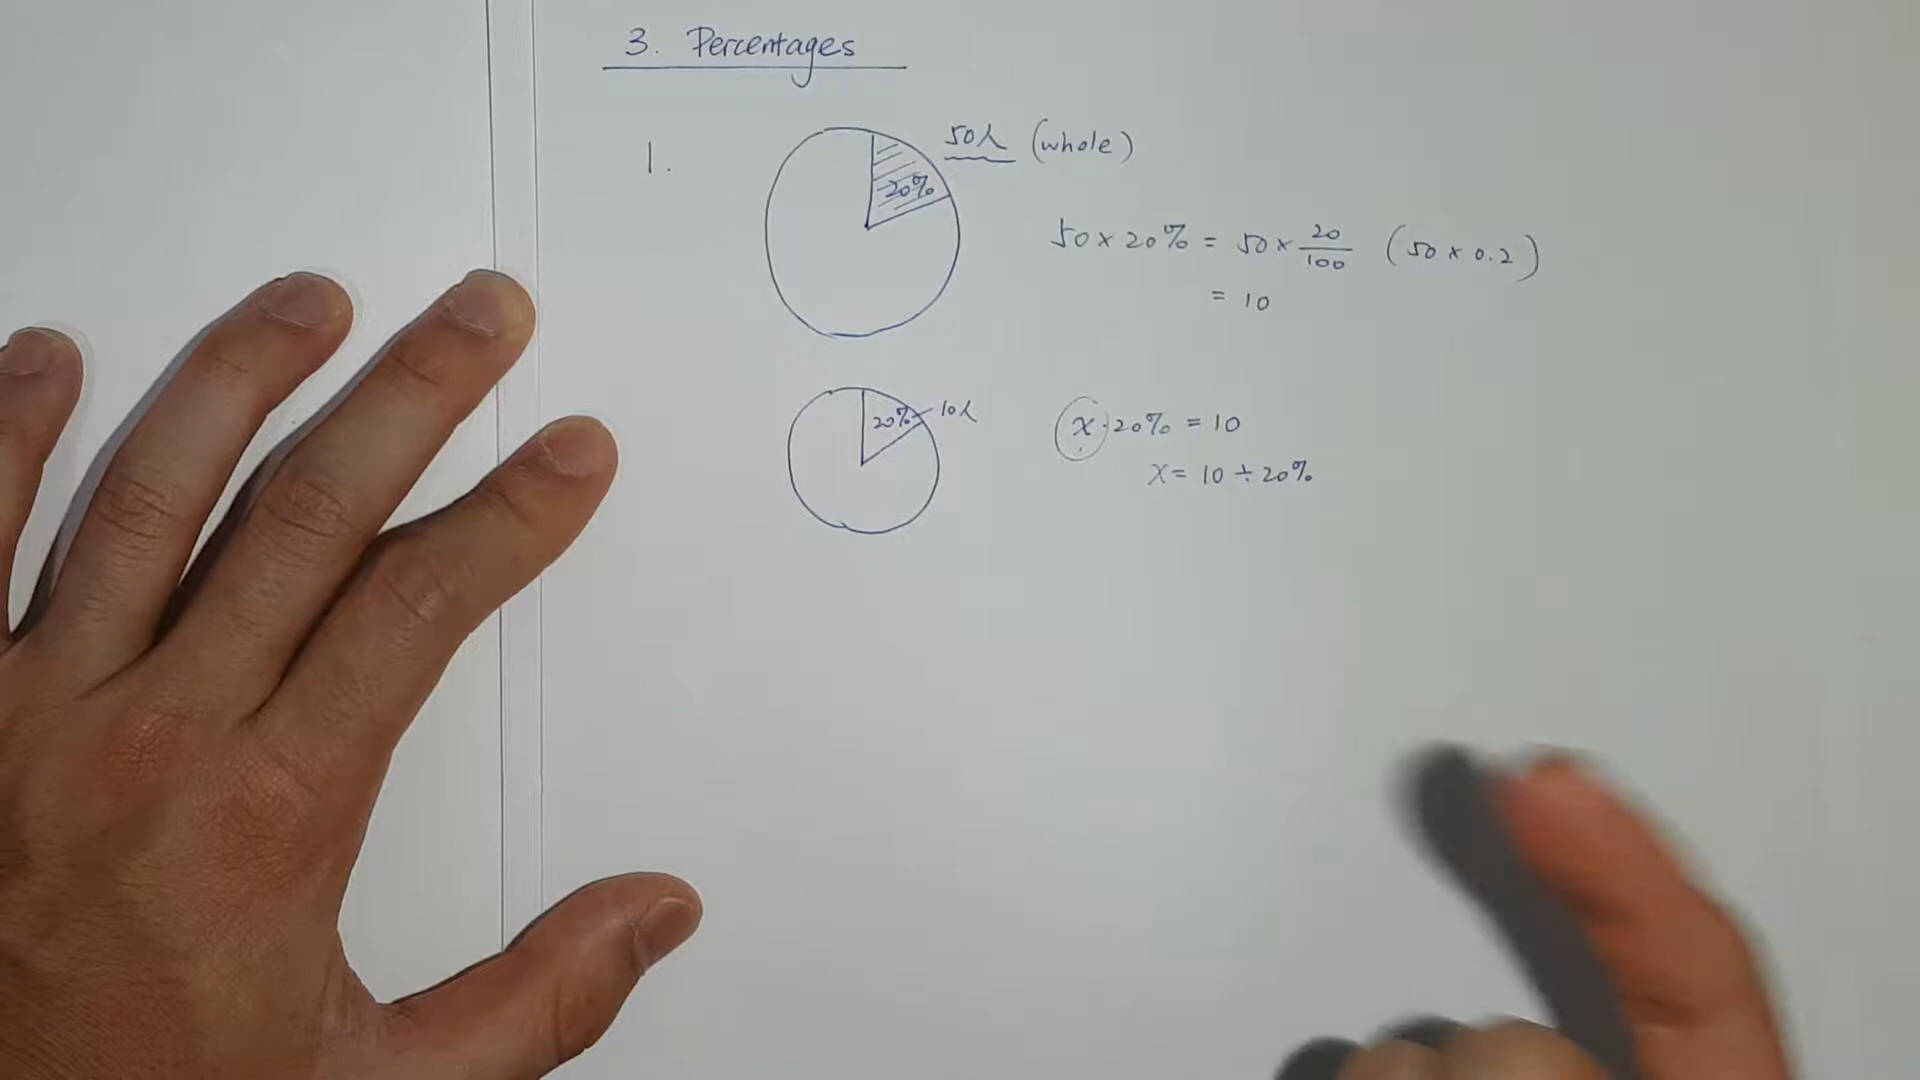 3. Percentages
1.
50人 (whole)
20%
50 × 20% = 50 × 20/100 (50 × 0.2)
= 10
20% 10人
x · 20% = 10
x = 10 ÷ 20%